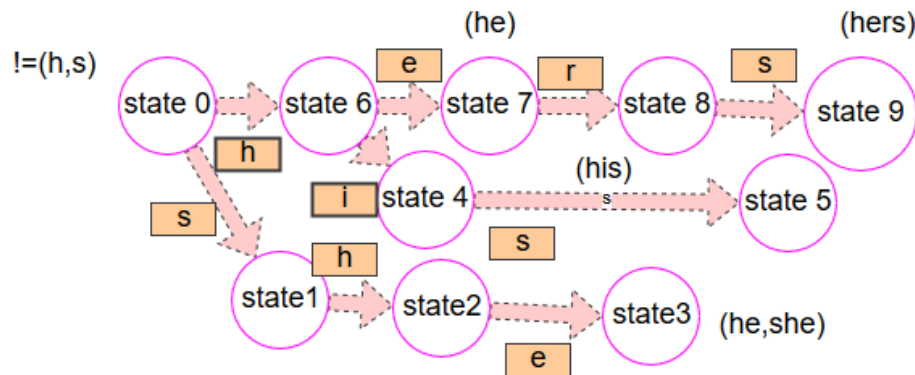 (he)
(hers)
!=(h,s)
e
r
s
state 0
state 6
state 7
state 8
state 9
h
(his)
i
state 4
s
state 5
s
s
h
state1
state2
state3
(he,she)
e